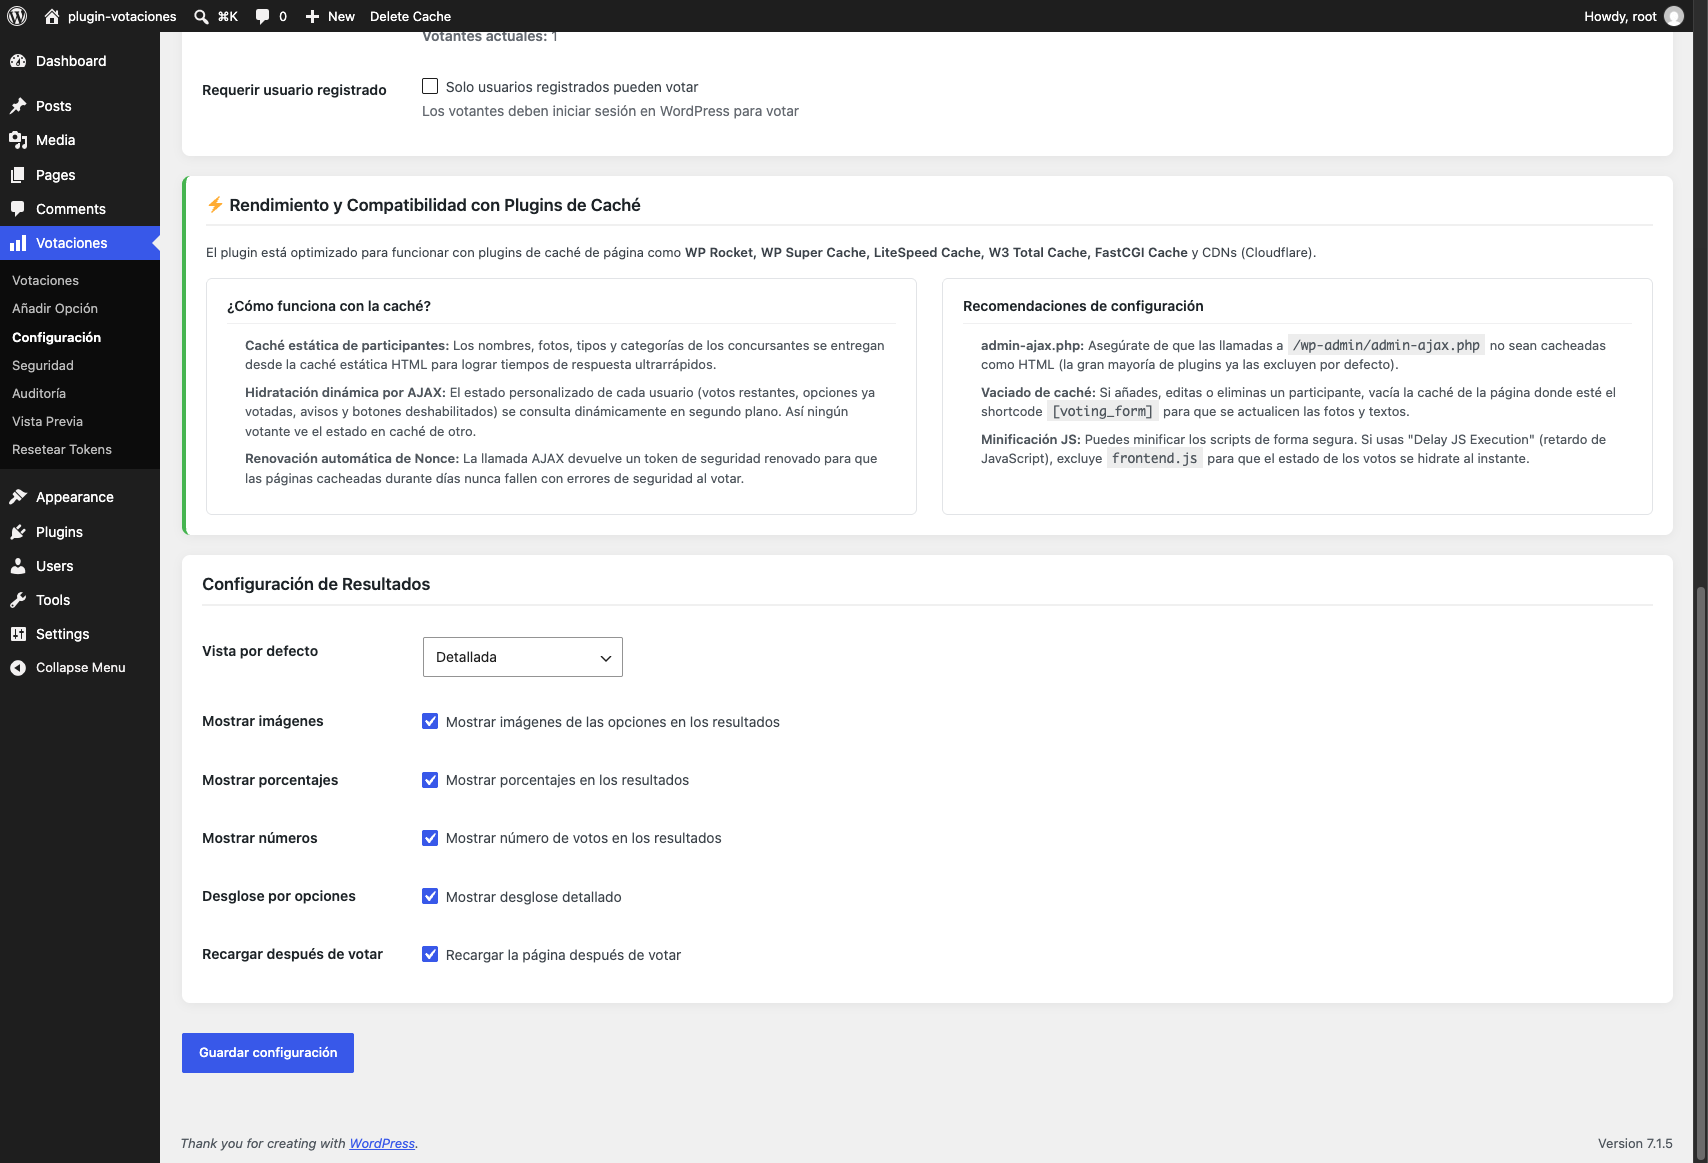 plugin-votaciones
⌘K
0
New
Delete Cache
Howdy, root
Dashboard
Posts
Media
Pages
Comments
Votaciones
Votaciones
Añadir Opción
Configuración
Seguridad
Auditoría
Vista Previa
Resetear Tokens
Appearance
Plugins
Users
Tools
Settings
Collapse Menu
Votantes actuales: 1
Requerir usuario registrado
Solo usuarios registrados pueden votar
Los votantes deben iniciar sesión en WordPress para votar
⚡ Rendimiento y Compatibilidad con Plugins de Caché
El plugin está optimizado para funcionar con plugins de caché de página como WP Rocket, WP Super Cache, LiteSpeed Cache, W3 Total Cache, FastCGI Cache y CDNs (Cloudflare).
¿Cómo funciona con la caché?
Caché estática de participantes: Los nombres, fotos, tipos y categorías de los concursantes se entregan
desde la caché estática HTML para lograr tiempos de respuesta ultrarrápidos.
Hidratación dinámica por AJAX: El estado personalizado de cada usuario (votos restantes, opciones ya
votadas, avisos y botones deshabilitados) se consulta dinámicamente en segundo plano. Así ningún
votante ve el estado en caché de otro.
Renovación automática de Nonce: La llamada AJAX devuelve un token de seguridad renovado para que
las páginas cacheadas durante días nunca fallen con errores de seguridad al votar.
Recomendaciones de configuración
admin-ajax.php: Asegúrate de que las llamadas a /wp-admin/admin-ajax.php no sean cacheadas
como HTML (la gran mayoría de plugins ya las excluyen por defecto).
Vaciado de caché: Si añades, editas o eliminas un participante, vacía la caché de la página donde esté el
shortcode [voting_form] para que se actualicen las fotos y textos.
Minificación JS: Puedes minificar los scripts de forma segura. Si usas "Delay JS Execution" (retardo de
JavaScript), excluye frontend.js para que el estado de los votos se hidrate al instante.
Configuración de Resultados
Vista por defecto
Detallada
Mostrar imágenes
Mostrar imágenes de las opciones en los resultados
Mostrar porcentajes
Mostrar porcentajes en los resultados
Mostrar números
Mostrar número de votos en los resultados
Desglose por opciones
Mostrar desglose detallado
Recargar después de votar
Recargar la página después de votar
Guardar configuración
Thank you for creating with WordPress.
Version 7.1.5